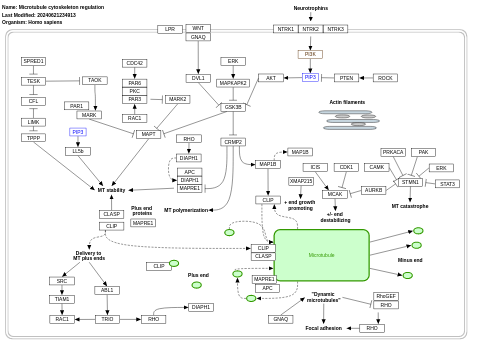 Name: Microtubule cytoskeleton regulation
Last Modified: 20240621234913
Organism: Homo sapiens
Neurotrophins
LPR
WNT
GNAQ
NTRK1
NTRK2
NTRK3
SPRED1
CDC42
ERK
PI3K
TESK
TAOK
PAR6
DVL1
MAPKAPK2
AKT
PIP3
PTEN
ROCK
PKC
CFL
PAR1
PAR3
MARK2
GSK3B
Actin filaments
MARK
LIMK
RAC1
PIP3
TPPP
MAPT
RHO
CRMP2
LL5b
DIAPH1
MAP1B
PRKACA
PAK
MAP1B
ICIS
CDK1
CAMK
ERK
APC
DIAPH1
XMAP215
STMN1
STAT3
MT stability
MAPRE1
MCAK
AURKB
CLIP
+ end growth
promoting
MT catastrophe
CLASP
Plus end
proteins
MT polymerization
+/- end
destabilizing
CLIP
MAPRE1
Delivery to
MT plus ends
CLIP
CLASP
Microtubule
Minus end
CLIP
SRC
Plus end
MAPRE1
APC
ABL1
TIAM1
"Dynamic
microtubules"
RhoGEF
RHO
DIAPH1
RAC1
TRIO
RHO
GNAQ
Focal adhesion
RHO